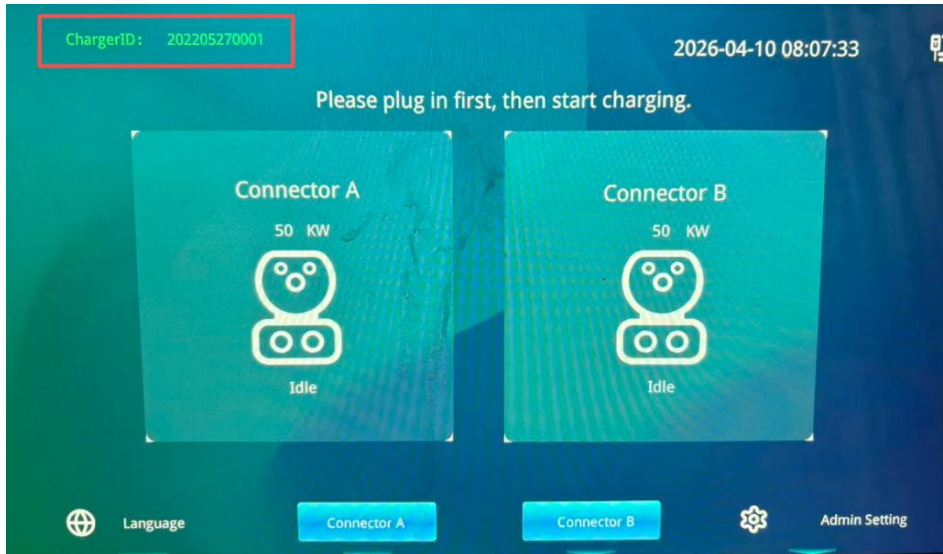 ChargerID: 202205270001
2026-04-10 08:07:33
Please plug in first, then start charging.
Connector A
Connector B
50 KW
50 KW
Idle
Idle
Language
Connector A
Connector B
Admin Setting